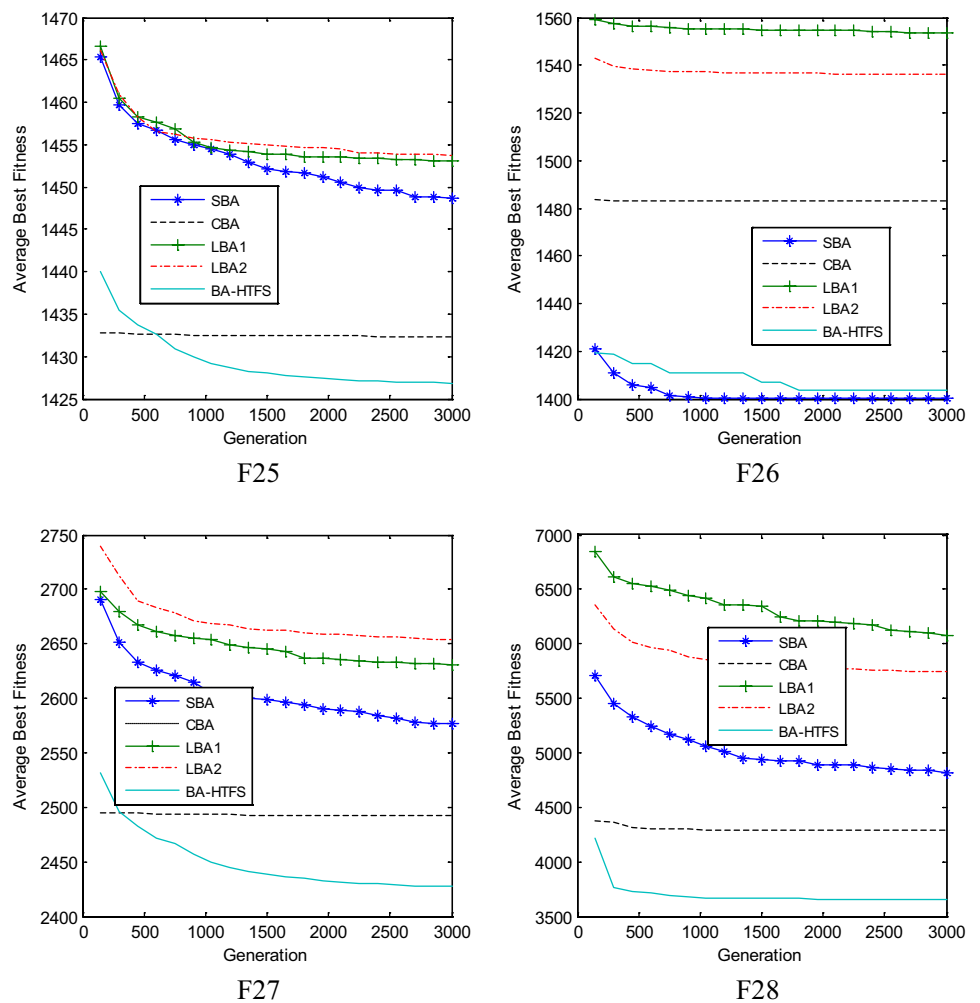 1470
1465
1460
1455
1450
1445
1440
1435
1430
1425
Average Best Fitness
SBA
CBA
LBA1
LBA2
BA-HTFS
0 500 1000 1500 2000 2500 3000
Generation
F25
1560
1540
1520
1500
1480
1460
1440
1420
1400
Average Best Fitness
SBA
CBA
LBA1
LBA2
BA-HTFS
0 500 1000 1500 2000 2500 3000
Generation
F26
2750
2700
2650
2600
2550
2500
2450
2400
Average Best Fitness
SBA
CBA
LBA1
LBA2
BA-HTFS
0 500 1000 1500 2000 2500 3000
Generation
F27
7000
6500
6000
5500
5000
4500
4000
3500
Average Best Fitness
SBA
CBA
LBA1
LBA2
BA-HTFS
0 500 1000 1500 2000 2500 3000
Generation
F28